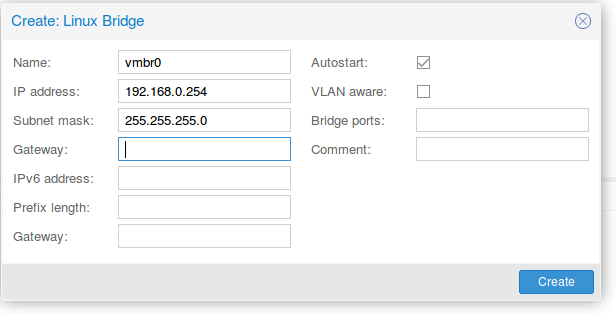 Create: Linux Bridge
Name: vmbr0 Autostart:
IP address: 192.168.0.254 VLAN aware:
Subnet mask: 255.255.255.0 Bridge ports:
Gateway: Comment:
IPv6 address:
Prefix length:
Gateway:
Create